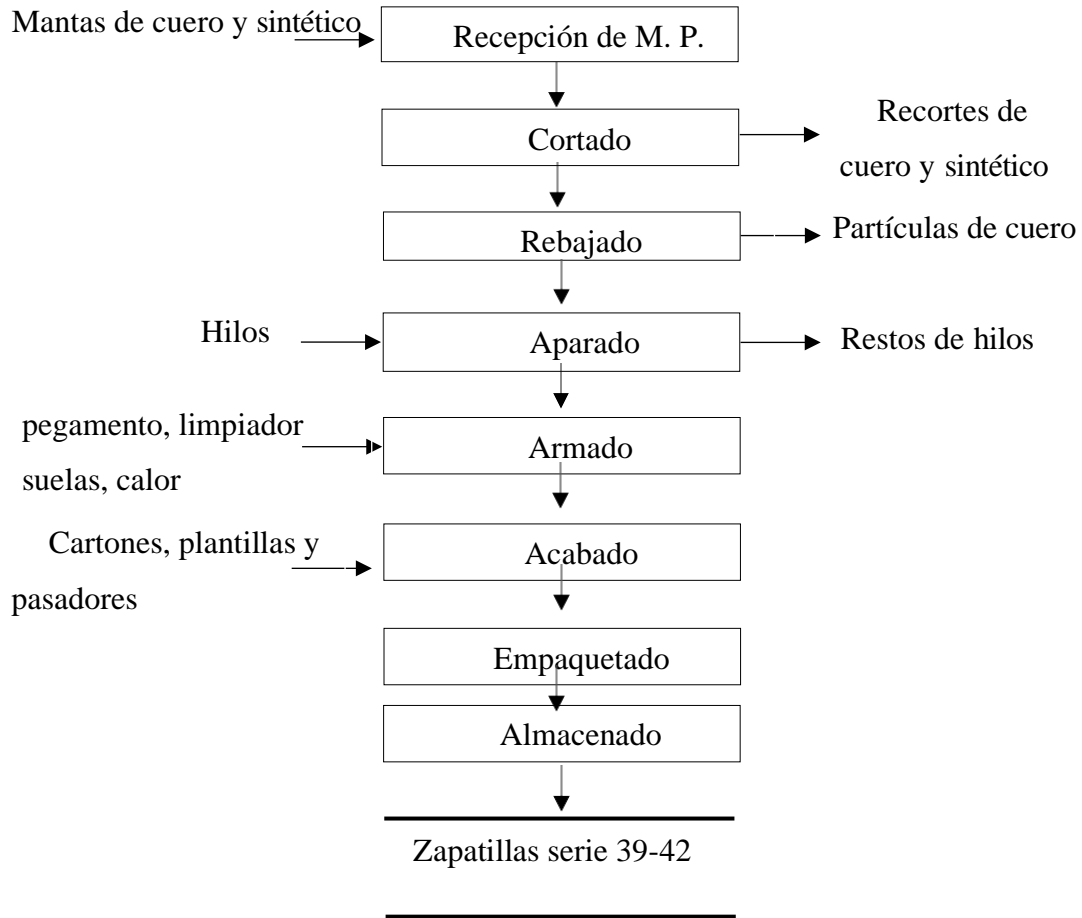 Mantas de cuero y sintético
Recepción de M. P.
Cortado
Recortes de
cuero y sintético
Rebajado
Partículas de cuero
Hilos
Aparado
Restos de hilos
pegamento, limpiador
suelas, calor
Armado
Cartones, plantillas y
pasadores
Acabado
Empaquetado
Almacenado
Zapatillas serie 39-42